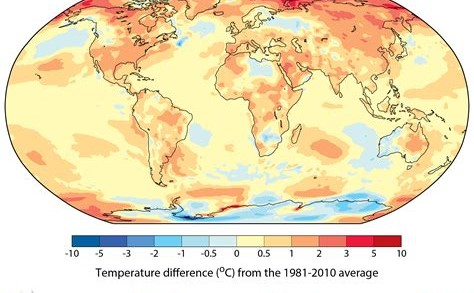 -10 -5 -3 -2 -1 -0.5 0 0.5 1 2 3 5 10
Temperature difference (ºC) from the 1981-2010 average